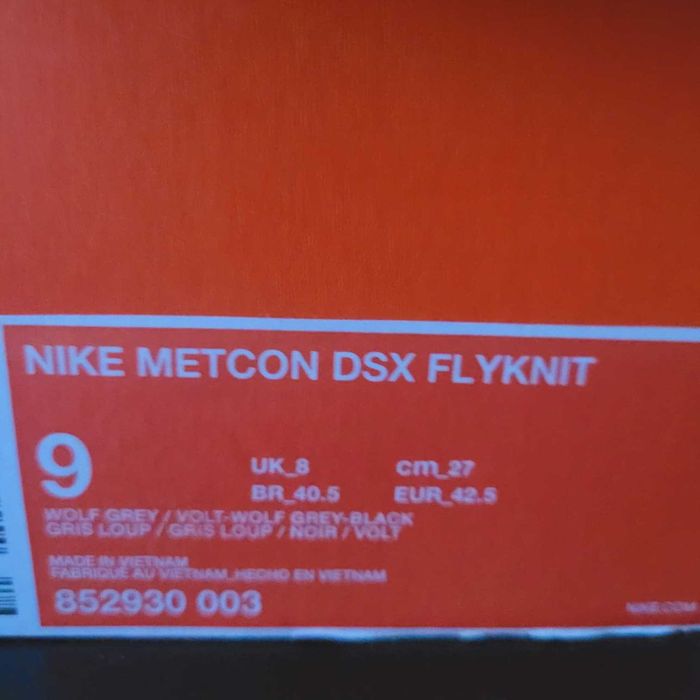 NIKE METCON DSX FLYKNIT
9
UK_8 cm_27
BR_40.5 EUR_42.5
WOLF GREY / VOLT-WOLF GREY-BLACK
GRIS LOUP / GRIS LOUP / NOIR / VOLT
MADE IN VIETNAM
FABRIQUÉ AU VIETNAM_HECHO EN VIETNAM
852930 003
NIKE.COM